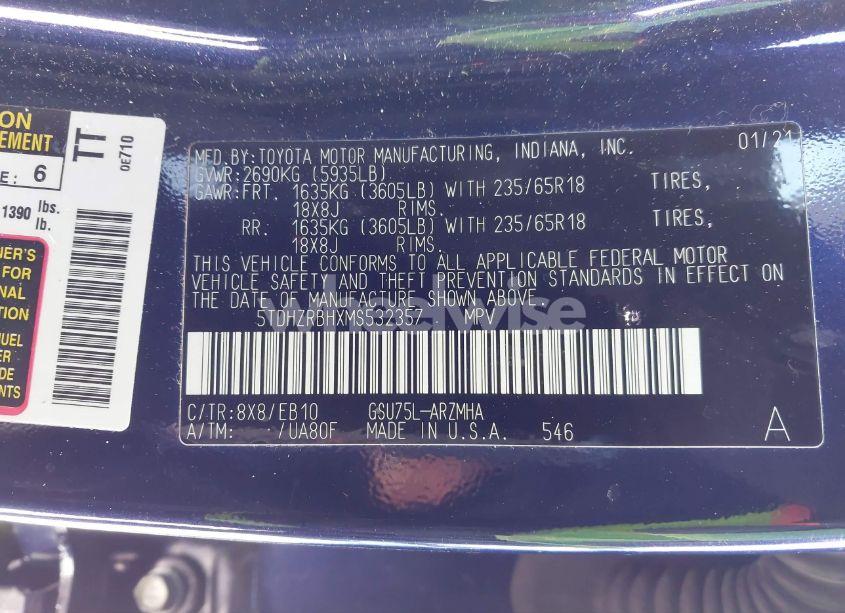 ON
EMENT
E: 6
1390 lbs.
lb.
TT
0E710
NER'S
FOR
NAL
TION
NUEL
ER
DE
ENTS
MFD.BY:TOYOTA MOTOR MANUFACTURING, INDIANA, INC. 01/21
GVWR:2690KG (5935LB)
GAWR:FRT. 1635KG (3605LB) WITH 235/65R18 TIRES,
18X8J RIMS.
RR. 1635KG (3605LB) WITH 235/65R18 TIRES,
18X8J RIMS.
THIS VEHICLE CONFORMS TO ALL APPLICABLE FEDERAL MOTOR
VEHICLE SAFETY AND THEFT PREVENTION STANDARDS IN EFFECT ON
THE DATE OF MANUFACTURE SHOWN ABOVE.
5TDHZRBHXMS532357 MPV
C/TR:8X8/EB10 GSU75L-ARZMHA
A/TM: /UA80F MADE IN U.S.A. 546 A